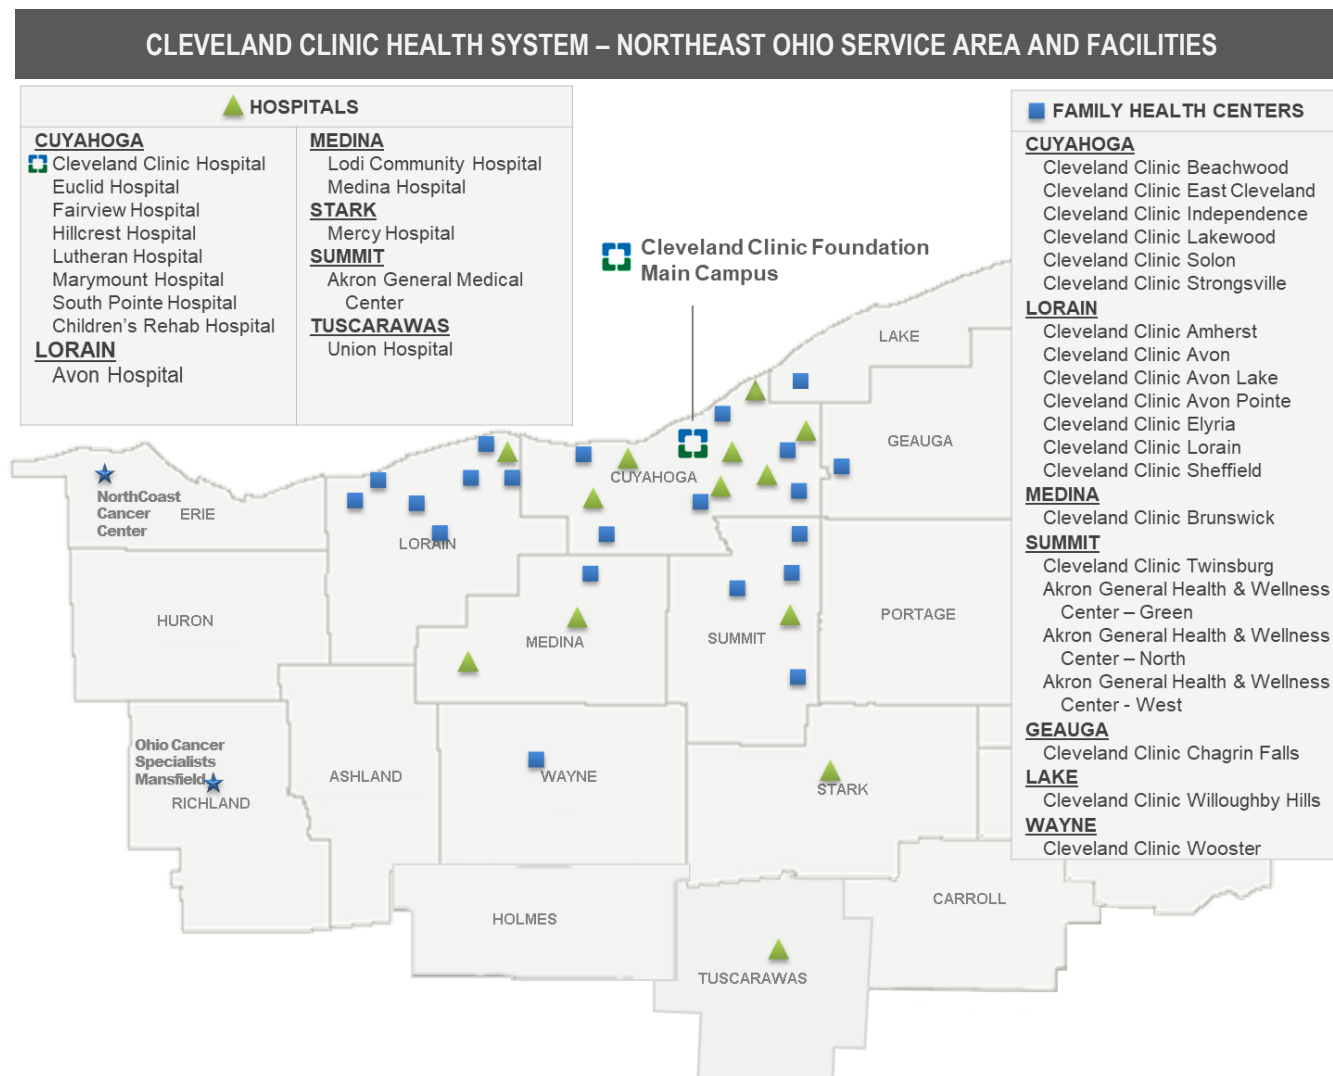 CLEVELAND CLINIC HEALTH SYSTEM – NORTHEAST OHIO SERVICE AREA AND FACILITIES
HOSPITALS
CUYAHOGA
Cleveland Clinic Hospital
Euclid Hospital
Fairview Hospital
Hillcrest Hospital
Lutheran Hospital
Marymount Hospital
South Pointe Hospital
Children's Rehab Hospital
LORAIN
Avon Hospital
MEDINA
Lodi Community Hospital
Medina Hospital
STARK
Mercy Hospital
SUMMIT
Akron General Medical
Center
TUSCARAWAS
Union Hospital
Cleveland Clinic Foundation
Main Campus
FAMILY HEALTH CENTERS
CUYAHOGA
Cleveland Clinic Beachwood
Cleveland Clinic East Cleveland
Cleveland Clinic Independence
Cleveland Clinic Lakewood
Cleveland Clinic Solon
Cleveland Clinic Strongsville
LORAIN
Cleveland Clinic Amherst
Cleveland Clinic Avon
Cleveland Clinic Avon Lake
Cleveland Clinic Avon Pointe
Cleveland Clinic Elyria
Cleveland Clinic Lorain
Cleveland Clinic Sheffield
MEDINA
Cleveland Clinic Brunswick
SUMMIT
Cleveland Clinic Twinsburg
Akron General Health & Wellness
Center – Green
Akron General Health & Wellness
Center – North
Akron General Health & Wellness
Center - West
GEAUGA
Cleveland Clinic Chagrin Falls
LAKE
Cleveland Clinic Willoughby Hills
WAYNE
Cleveland Clinic Wooster
LAKE
GEAUGA
CUYAHOGA
NorthCoast
Cancer
Center
ERIE
LORAIN
HURON
MEDINA
SUMMIT
PORTAGE
Ohio Cancer
Specialists
Mansfield
RICHLAND
ASHLAND
WAYNE
STARK
HOLMES
CARROLL
TUSCARAWAS